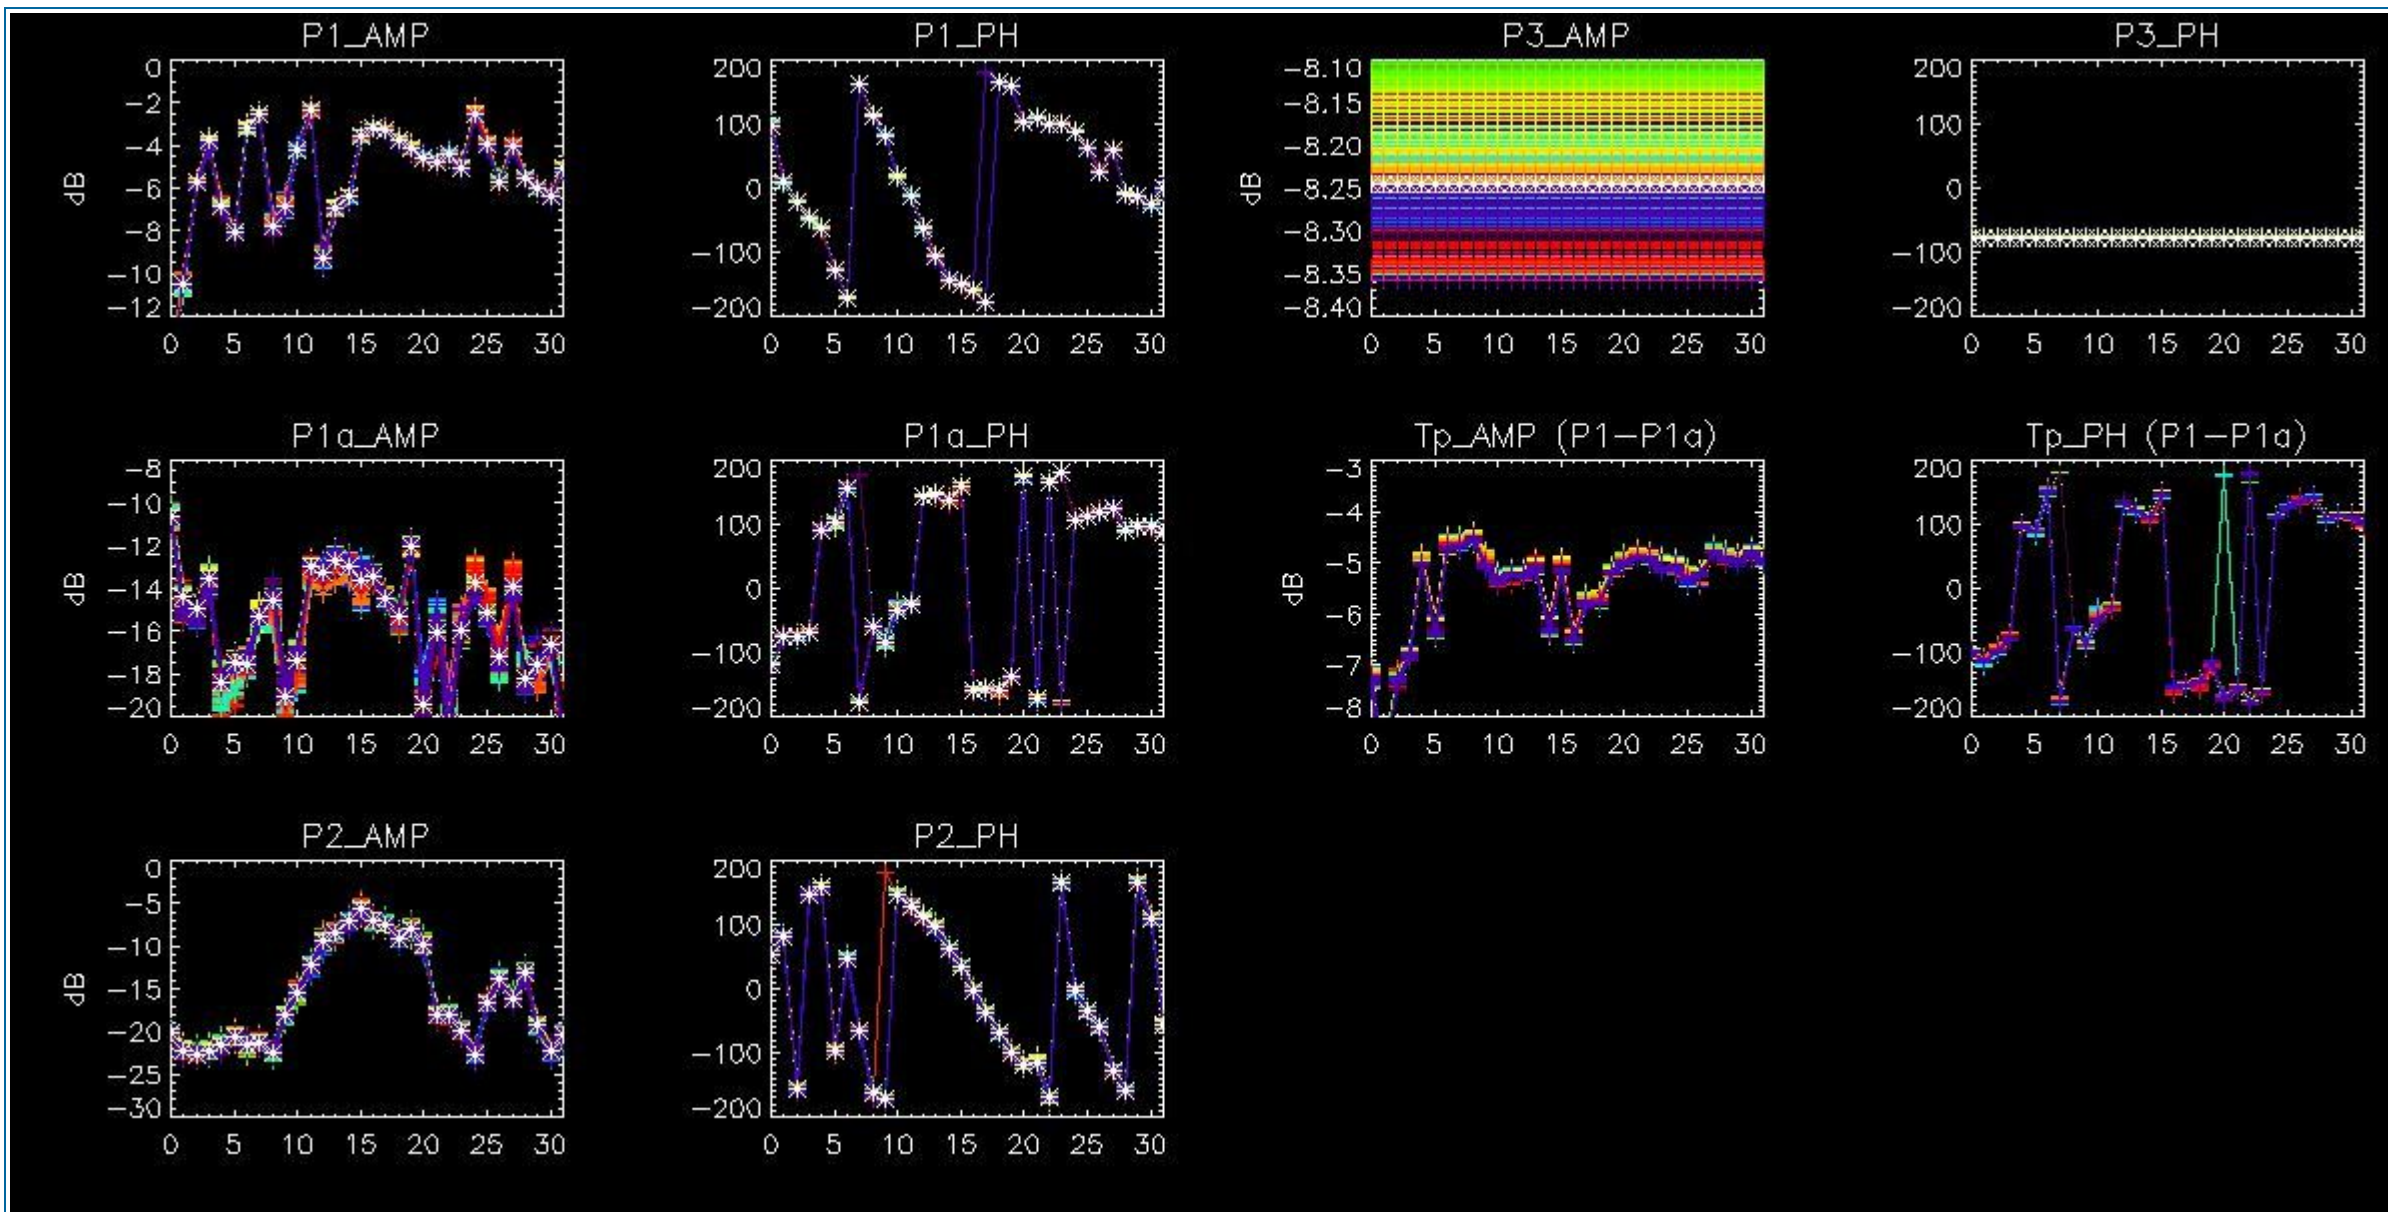 P1_AMP
0
−2
−4
−6
−8
−10
−12
dB
0 5 10 15 20 25 30
P1_PH
200
100
0
−100
−200
0 5 10 15 20 25 30
P3_AMP
−8.10
−8.15
−8.20
−8.25
−8.30
−8.35
−8.40
dB
0 5 10 15 20 25 30
P3_PH
200
100
0
−100
−200
0 5 10 15 20 25 30
P1a_AMP
−8
−10
−12
−14
−16
−18
−20
dB
0 5 10 15 20 25 30
P1a_PH
200
100
0
−100
−200
0 5 10 15 20 25 30
Tp_AMP (P1−P1a)
−3
−4
−5
−6
−7
−8
dB
0 5 10 15 20 25 30
Tp_PH (P1−P1a)
200
100
0
−100
−200
0 5 10 15 20 25 30
P2_AMP
0
−5
−10
−15
−20
−25
−30
dB
0 5 10 15 20 25 30
P2_PH
200
100
0
−100
−200
0 5 10 15 20 25 30